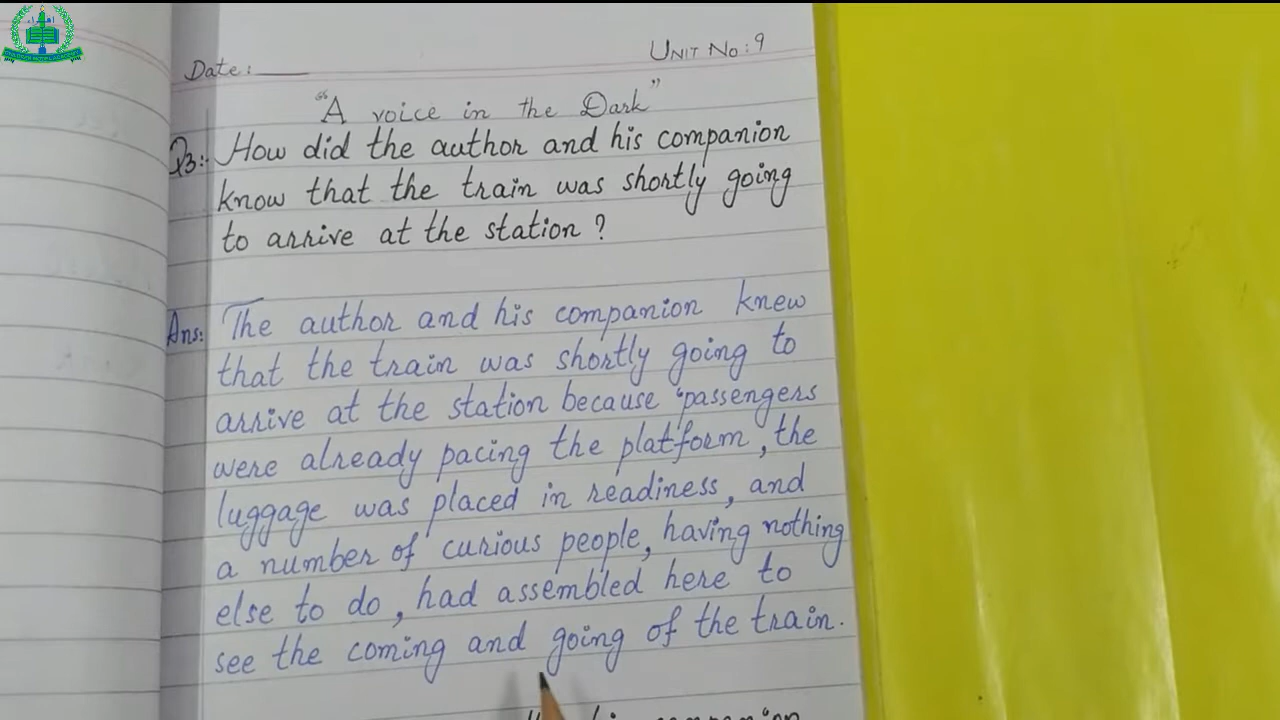 Date: ____
UNIT No: 9
"A voice in the Dark"
Q3:- How did the author and his companion
know that the train was shortly going
to arrive at the station ?
Ans: The author and his companion knew
that the train was shortly going to
arrive at the station because "passengers
were already pacing the platform, the
luggage was placed in readiness, and
a number of curious people, having nothing
else to do, had assembled here to
see the coming and going of the train.
his companion